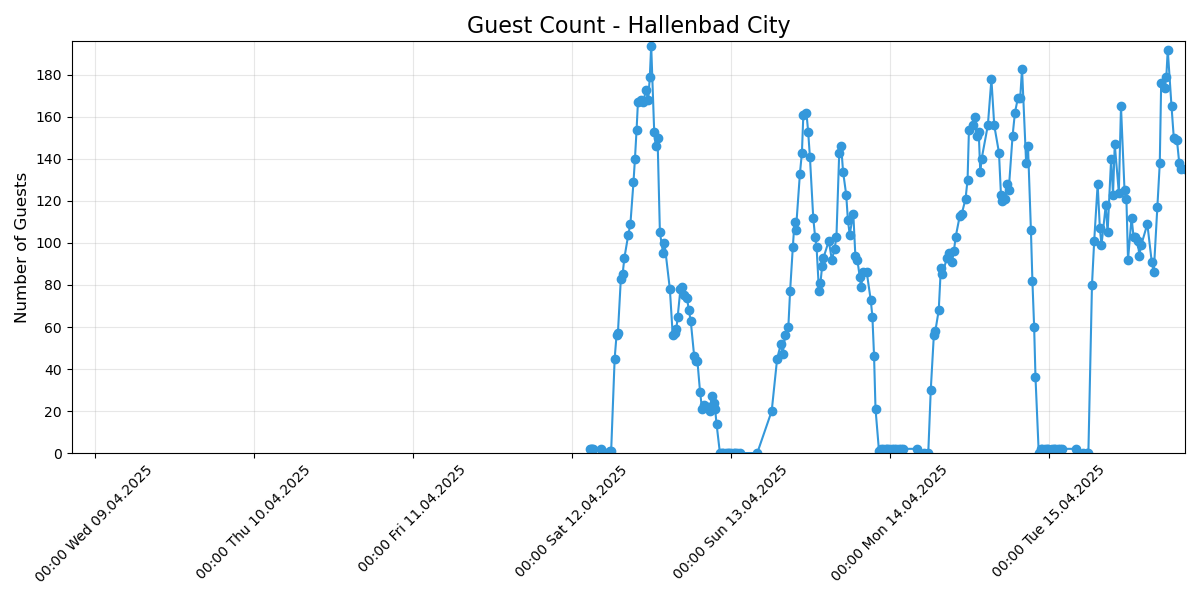 Guest Count - Hallenbad City
Number of Guests
180
160
140
120
100
80
60
40
20
0
00:00 Wed 09.04.2025
00:00 Thu 10.04.2025
00:00 Fri 11.04.2025
00:00 Sat 12.04.2025
00:00 Sun 13.04.2025
00:00 Mon 14.04.2025
00:00 Tue 15.04.2025